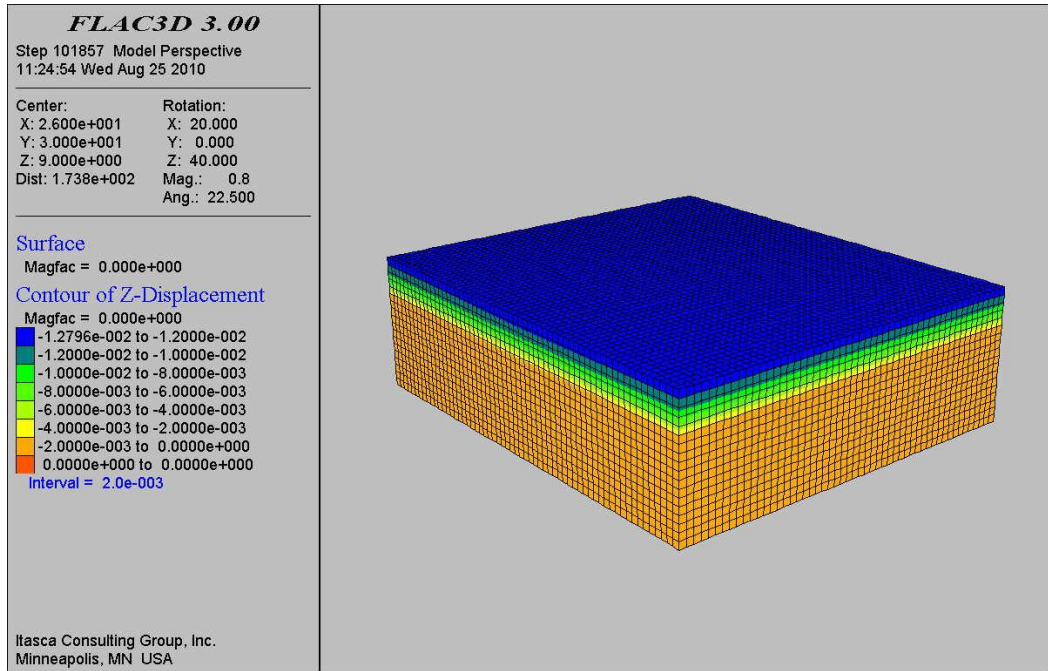 FLAC3D 3.00
Step 101857 Model Perspective
11:24:54 Wed Aug 25 2010
Center: Rotation:
X: 2.600e+001 X: 20.000
Y: 3.000e+001 Y: 0.000
Z: 9.000e+000 Z: 40.000
Dist: 1.738e+002 Mag.: 0.8
Ang.: 22.500
Surface
Magfac = 0.000e+000
Contour of Z-Displacement
Magfac = 0.000e+000
-1.2796e-002 to -1.2000e-002
-1.2000e-002 to -1.0000e-002
-1.0000e-002 to -8.0000e-003
-8.0000e-003 to -6.0000e-003
-6.0000e-003 to -4.0000e-003
-4.0000e-003 to -2.0000e-003
-2.0000e-003 to 0.0000e+000
0.0000e+000 to 0.0000e+000
Interval = 2.0e-003
Itasca Consulting Group, Inc.
Minneapolis, MN USA